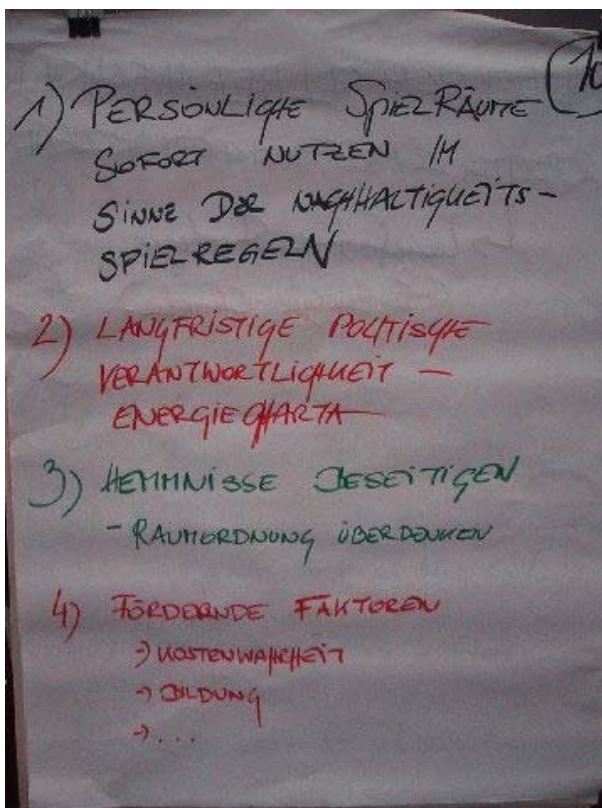 10
1) PERSÖNLICHE SPIELRÄUME
SOFORT NUTZEN IM
SINNE DER NACHHALTIGKEITS-
SPIELREGELN
2) LANGFRISTIGE POLITISCHE
VERANTWORTLICHKEIT –
ENERGIECHARTA
3) HEMMNISSE BESEITIGEN
- RAUMORDNUNG ÜBERDENKEN
4) FÖRDERNDE FAKTOREN
→ KOSTENWAHRHEIT
→ BILDUNG
→ ...